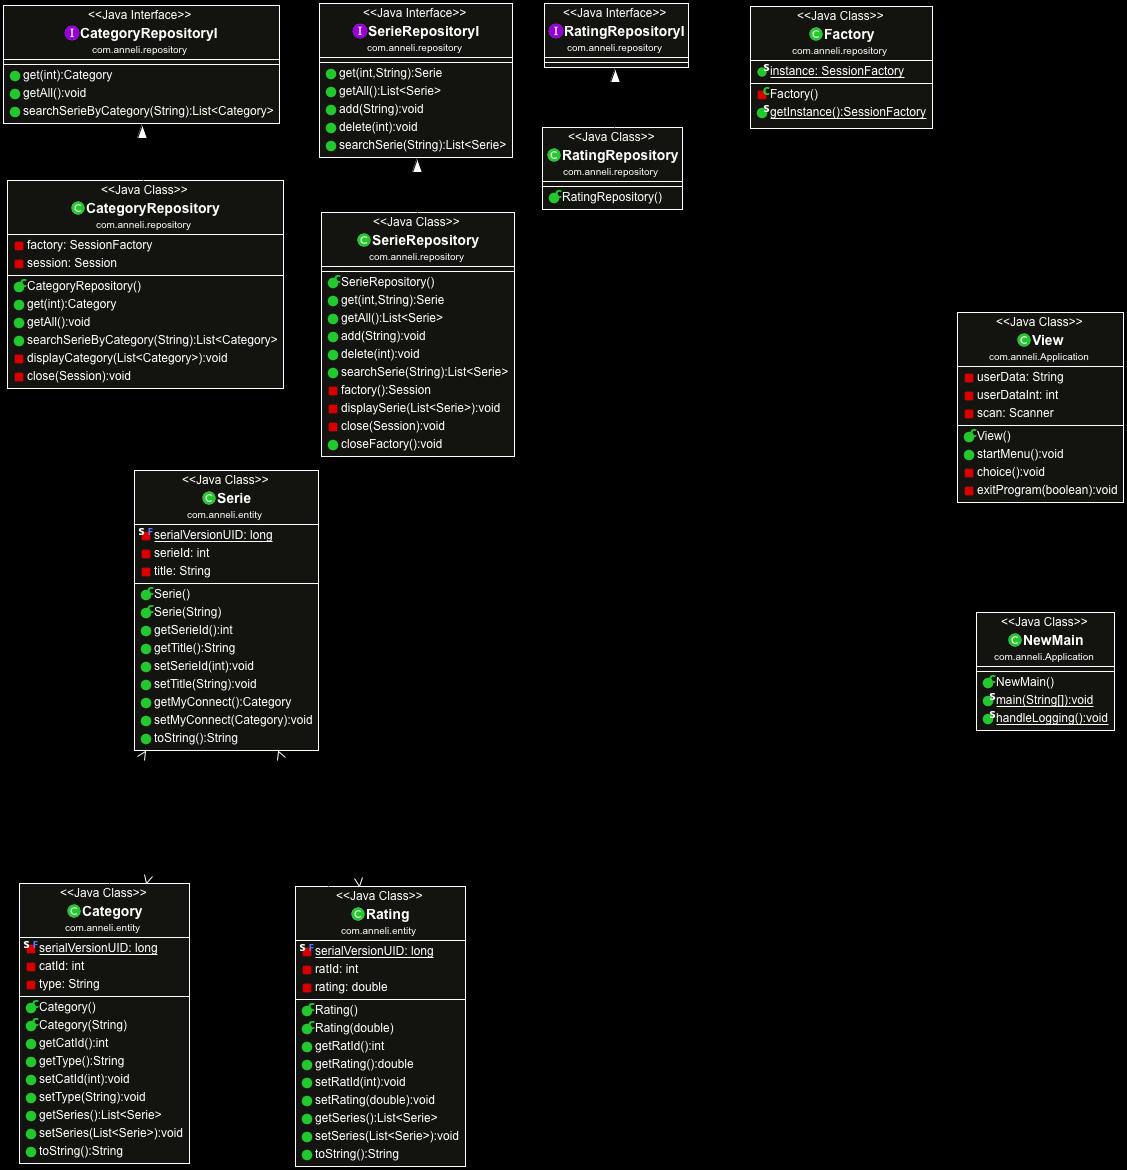 <<Java Interface>>
CategoryRepositoryI
com.anneli.repository
get(int):Category
getAll():void
searchSerieByCategory(String):List<Category>
<<Java Interface>>
SerieRepositoryI
com.anneli.repository
get(int,String):Serie
getAll():List<Serie>
add(String):void
delete(int):void
searchSerie(String):List<Serie>
<<Java Interface>>
RatingRepositoryI
com.anneli.repository
<<Java Class>>
Factory
com.anneli.repository
instance: SessionFactory
Factory()
getInstance():SessionFactory
<<Java Class>>
RatingRepository
com.anneli.repository
RatingRepository()
<<Java Class>>
CategoryRepository
com.anneli.repository
factory: SessionFactory
session: Session
CategoryRepository()
get(int):Category
getAll():void
searchSerieByCategory(String):List<Category>
displayCategory(List<Category>):void
close(Session):void
<<Java Class>>
SerieRepository
com.anneli.repository
SerieRepository()
get(int,String):Serie
getAll():List<Serie>
add(String):void
delete(int):void
searchSerie(String):List<Serie>
factory():Session
displaySerie(List<Serie>):void
close(Session):void
closeFactory():void
<<Java Class>>
View
com.anneli.Application
userData: String
userDataInt: int
scan: Scanner
View()
startMenu():void
choice():void
exitProgram(boolean):void
<<Java Class>>
Serie
com.anneli.entity
serialVersionUID: long
serieId: int
title: String
Serie()
Serie(String)
getSerieId():int
getTitle():String
setSerieId(int):void
setTitle(String):void
getMyConnect():Category
setMyConnect(Category):void
toString():String
<<Java Class>>
NewMain
com.anneli.Application
NewMain()
main(String[]):void
handleLogging():void
<<Java Class>>
Category
com.anneli.entity
serialVersionUID: long
catId: int
type: String
Category()
Category(String)
getCatId():int
getType():String
setCatId(int):void
setType(String):void
getSeries():List<Serie>
setSeries(List<Serie>):void
toString():String
<<Java Class>>
Rating
com.anneli.entity
serialVersionUID: long
ratId: int
rating: double
Rating()
Rating(double)
getRatId():int
getRating():double
setRatId(int):void
setRating(double):void
getSeries():List<Serie>
setSeries(List<Serie>):void
toString():String